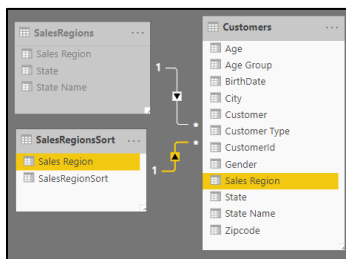 SalesRegions ...
Sales Region
State
State Name
1
*
SalesRegionsSort ...
Sales Region
SalesRegionSort
1
*
Customers ...
Age
Age Group
BirthDate
City
Customer
Customer Type
CustomerId
Gender
Sales Region
State
State Name
Zipcode